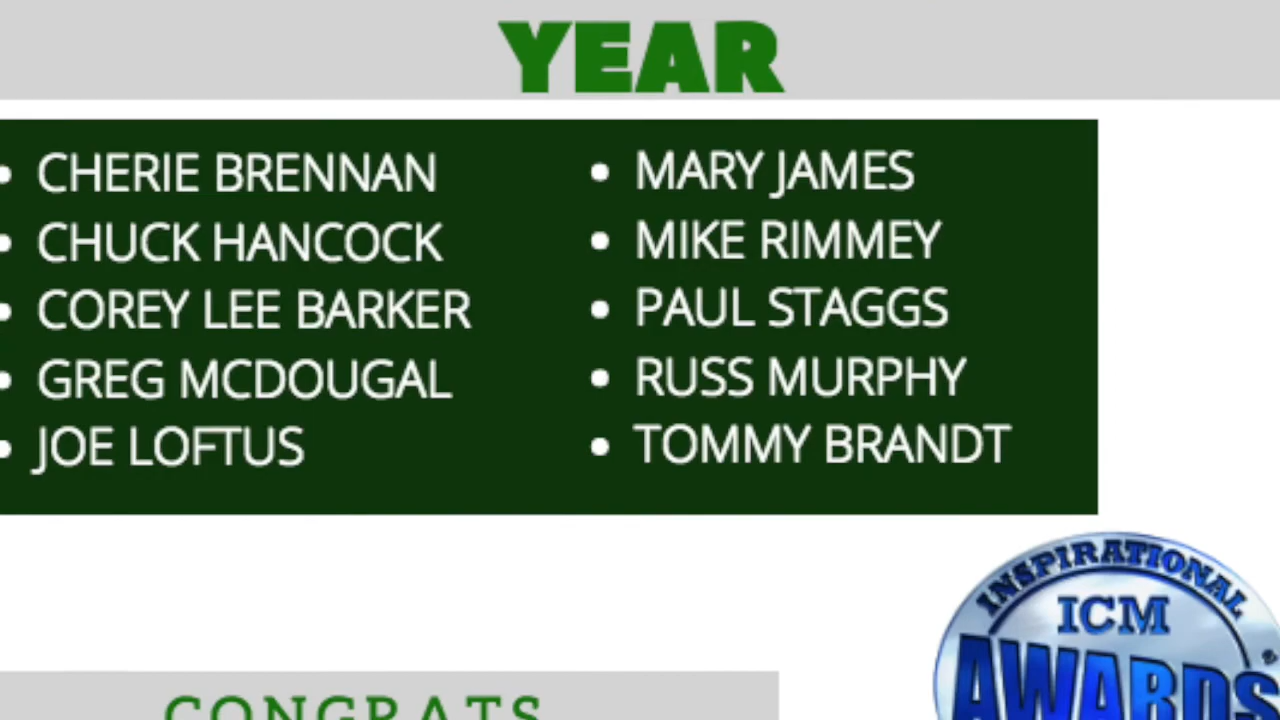 YEAR
CHERIE BRENNAN
CHUCK HANCOCK
COREY LEE BARKER
GREG MCDOUGAL
JOE LOFTUS
MARY JAMES
MIKE RIMMEY
PAUL STAGGS
RUSS MURPHY
TOMMY BRANDT
INSPIRATIONAL
ICM
AWARDS
®
CONGRATS